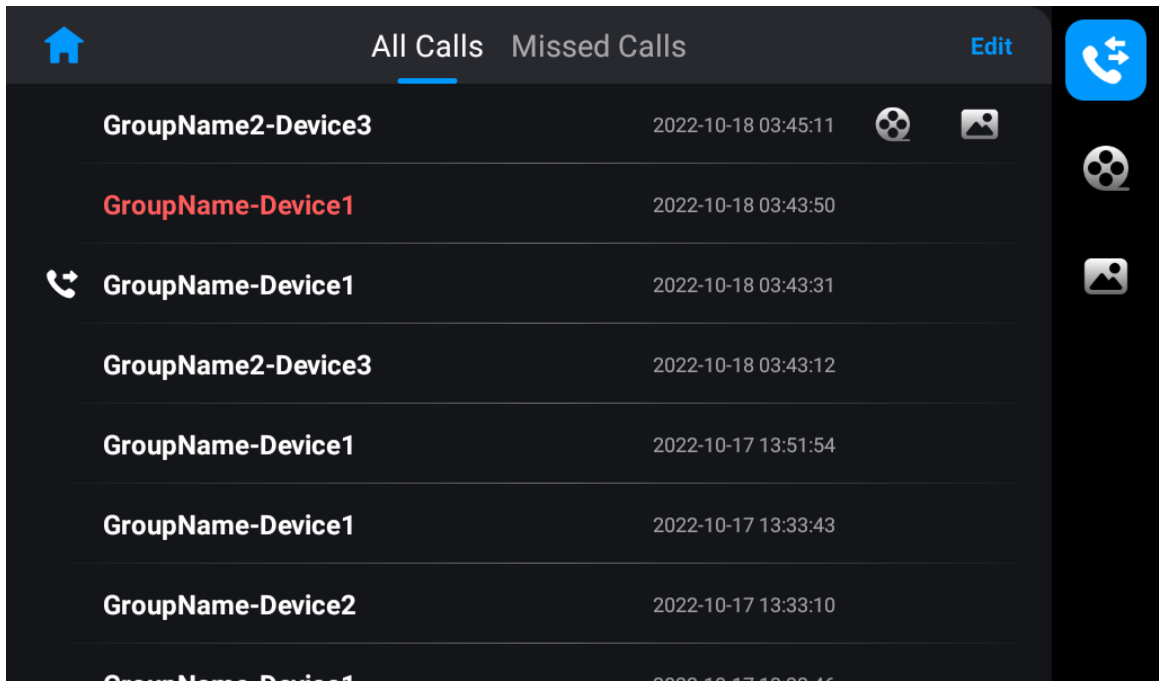 All Calls Missed Calls Edit
GroupName2-Device3 2022-10-18 03:45:11
GroupName-Device1 2022-10-18 03:43:50
GroupName-Device1 2022-10-18 03:43:31
GroupName2-Device3 2022-10-18 03:43:12
GroupName-Device1 2022-10-17 13:51:54
GroupName-Device1 2022-10-17 13:33:43
GroupName-Device2 2022-10-17 13:33:10
GroupName-Device1